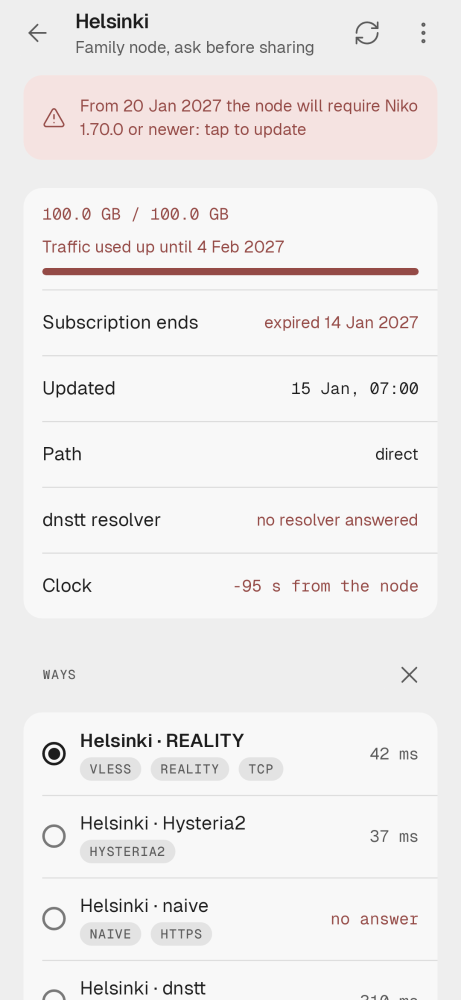 Helsinki
Family node, ask before sharing
From 20 Jan 2027 the node will require Niko
1.70.0 or newer: tap to update
100.0 GB / 100.0 GB
Traffic used up until 4 Feb 2027
Subscription ends expired 14 Jan 2027
Updated 15 Jan, 07:00
Path direct
dnstt resolver no resolver answered
Clock -95 s from the node
WAYS
Helsinki · REALITY 42 ms
VLESS REALITY TCP
Helsinki · Hysteria2 37 ms
HYSTERIA2
Helsinki · naive no answer
NAIVE HTTPS
Helsinki · dnstt